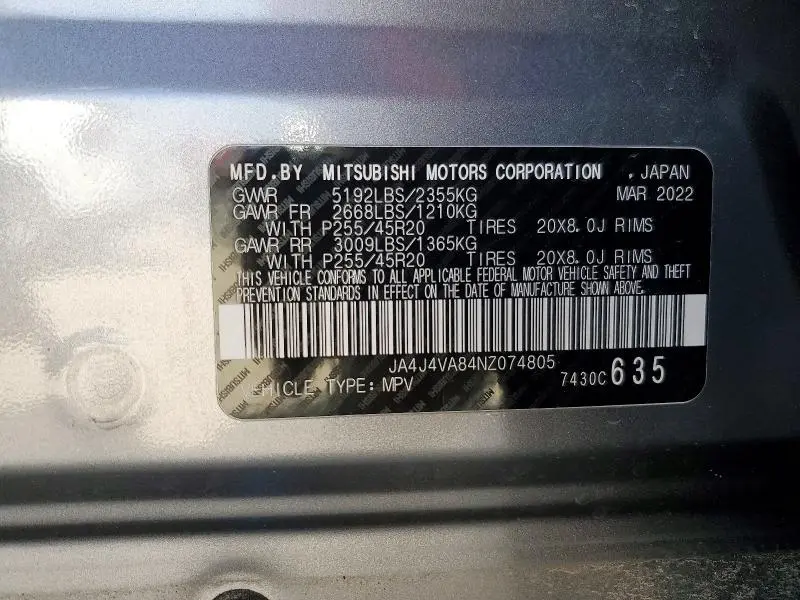 MFD.BY MITSUBISHI MOTORS CORPORATION , JAPAN
GVWR 5192LBS/2355KG MAR 2022
GAWR FR 2668LBS/1210KG
WITH P255/45R20 TIRES 20X8.0J RIMS
GAWR RR 3009LBS/1365KG
WITH P255/45R20 TIRES 20X8.0J RIMS
THIS VEHICLE CONFORMS TO ALL APPLICABLE FEDERAL MOTOR VEHICLE SAFETY AND THEFT
PREVENTION STANDARDS IN EFFECT ON THE DATE OF MANUFACTURE SHOWN ABOVE.
JA4J4VA84NZ074805
VEHICLE TYPE: MPV 7430C 635